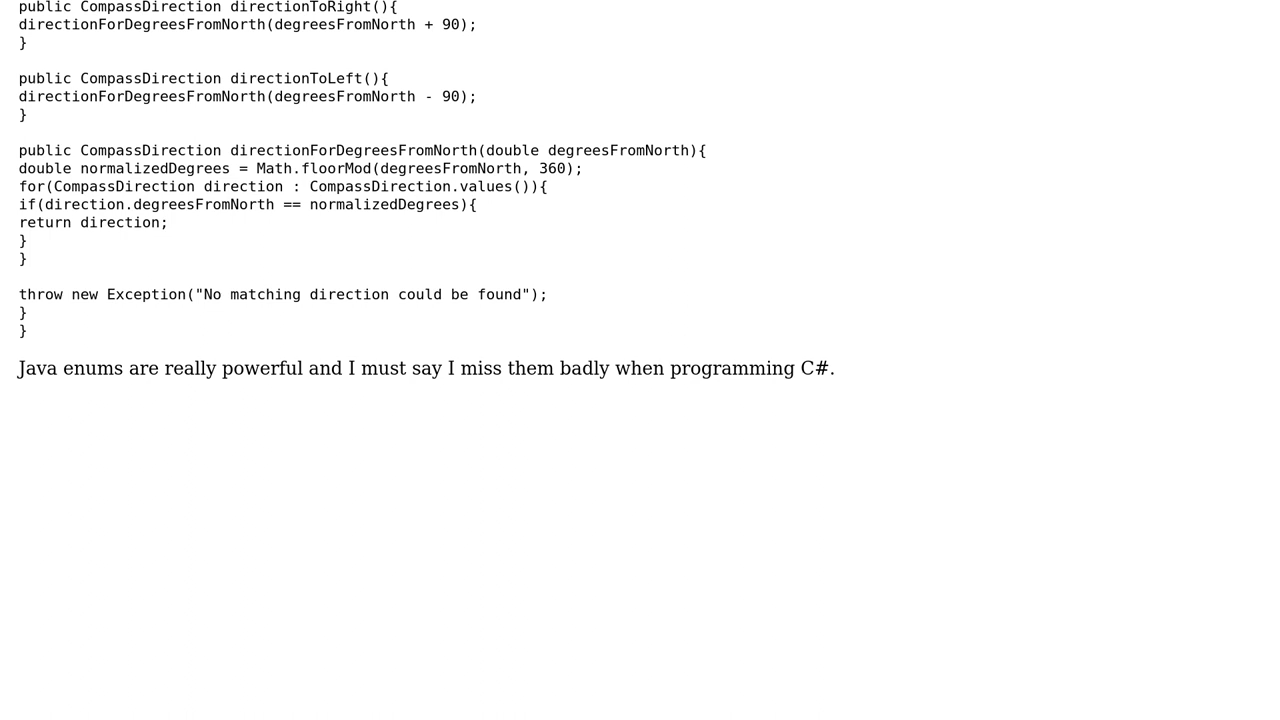 public CompassDirection directionToRight(){
directionForDegreesFromNorth(degreesFromNorth + 90);
}
public CompassDirection directionToLeft(){
directionForDegreesFromNorth(degreesFromNorth - 90);
}
public CompassDirection directionForDegreesFromNorth(double degreesFromNorth){
double normalizedDegrees = Math.floorMod(degreesFromNorth, 360);
for(CompassDirection direction : CompassDirection.values()){
if(direction.degreesFromNorth == normalizedDegrees){
return direction;
}
}
throw new Exception("No matching direction could be found");
}
}
Java enums are really powerful and I must say I miss them badly when programming C#.